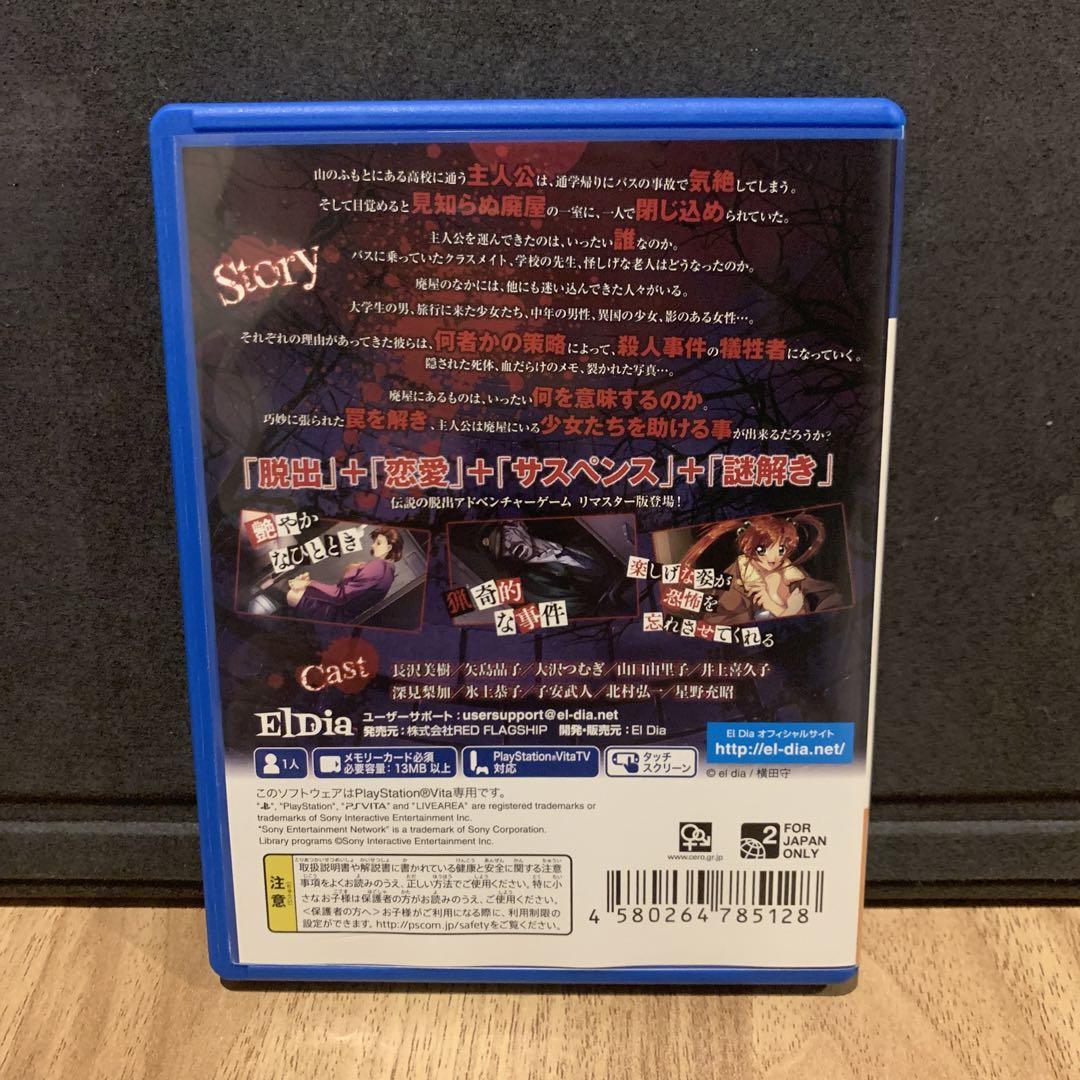 山のふもとにある高校に通う主人公は、通学帰りにバスの事故で気絶してしまう。
そして目覚めると見知らぬ廃屋の一室に、一人で閉じ込められていた。
主人公を運んできたのは、いったい誰なのか。
バスに乗っていたクラスメイト、学校の先生、怪しげな老人はどうなったのか。
Story
廃屋のなかには、他にも迷い込んできた人々がいる。
大学生の男、旅行に来た少女たち、中年の男性、異国の少女、影のある女性…。
それぞれの理由があってきた彼らは、何者かの策略によって、殺人事件の犠牲者になっていく。
隠された死体、血だらけのメモ、裂かれた写真…。
廃屋にあるものは、いったい何を意味するのか。
巧妙に張られた罠を解き、主人公は廃屋にいる少女たちを助ける事が出来るだろうか?
「脱出」+「恋愛」+「サスペンス」+「謎解き」
伝説の脱出アドベンチャーゲーム リマスター版登場!
艶やか
なひととき
猟奇的
な事件
楽しげな姿が
恐怖を
忘れさせてくれる
Cast
長沢美樹/矢島晶子/大沢つむぎ/山口由里子/井上喜久子
深見梨加/氷上恭子/子安武人/北村弘一/星野充昭
El Dia
ユーザーサポート:usersupport@el-dia.net
発売元:株式会社RED FLAGSHIP 開発・販売元:El Dia
El Dia オフィシャルサイト
http://el-dia.net/
1人
メモリーカード必須
必要容量:13MB 以上
PlayStation®VitaTV
対応
タッチ
スクリーン
© el dia / 横田守
このソフトウェアはPlayStation®Vita専用です。
" ", "PlayStation", "PSVITA" and "LIVEAREA" are registered trademarks or
trademarks of Sony Interactive Entertainment Inc.
"Sony Entertainment Network" is a trademark of Sony Corporation.
Library programs ©Sony Interactive Entertainment Inc.
www.cero.gr.jp
2
FOR
JAPAN
ONLY
注意
取扱説明書や解説書に書かれている健康と安全に関する注意
事項をよくお読みのうえ、正しい方法でご使用ください。特に小
さなお子様は保護者の方がお読みのうえ、ご使用ください。
<保護者の方へ>お子様がご利用になる際に、利用制限の
設定ができます。http://pscom.jp/safetyをご覧ください。
4 580264 785128